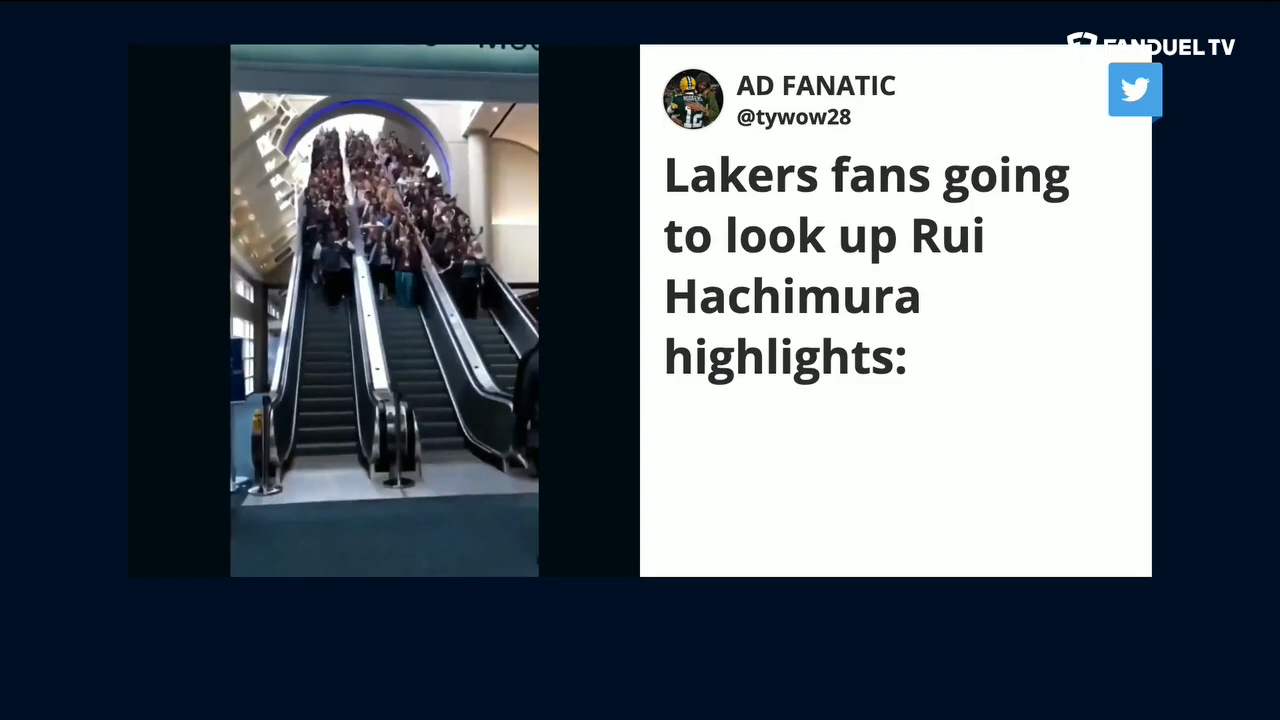 FANDUEL TV
AD FANATIC
@tywow28
Lakers fans going
to look up Rui
Hachimura
highlights: